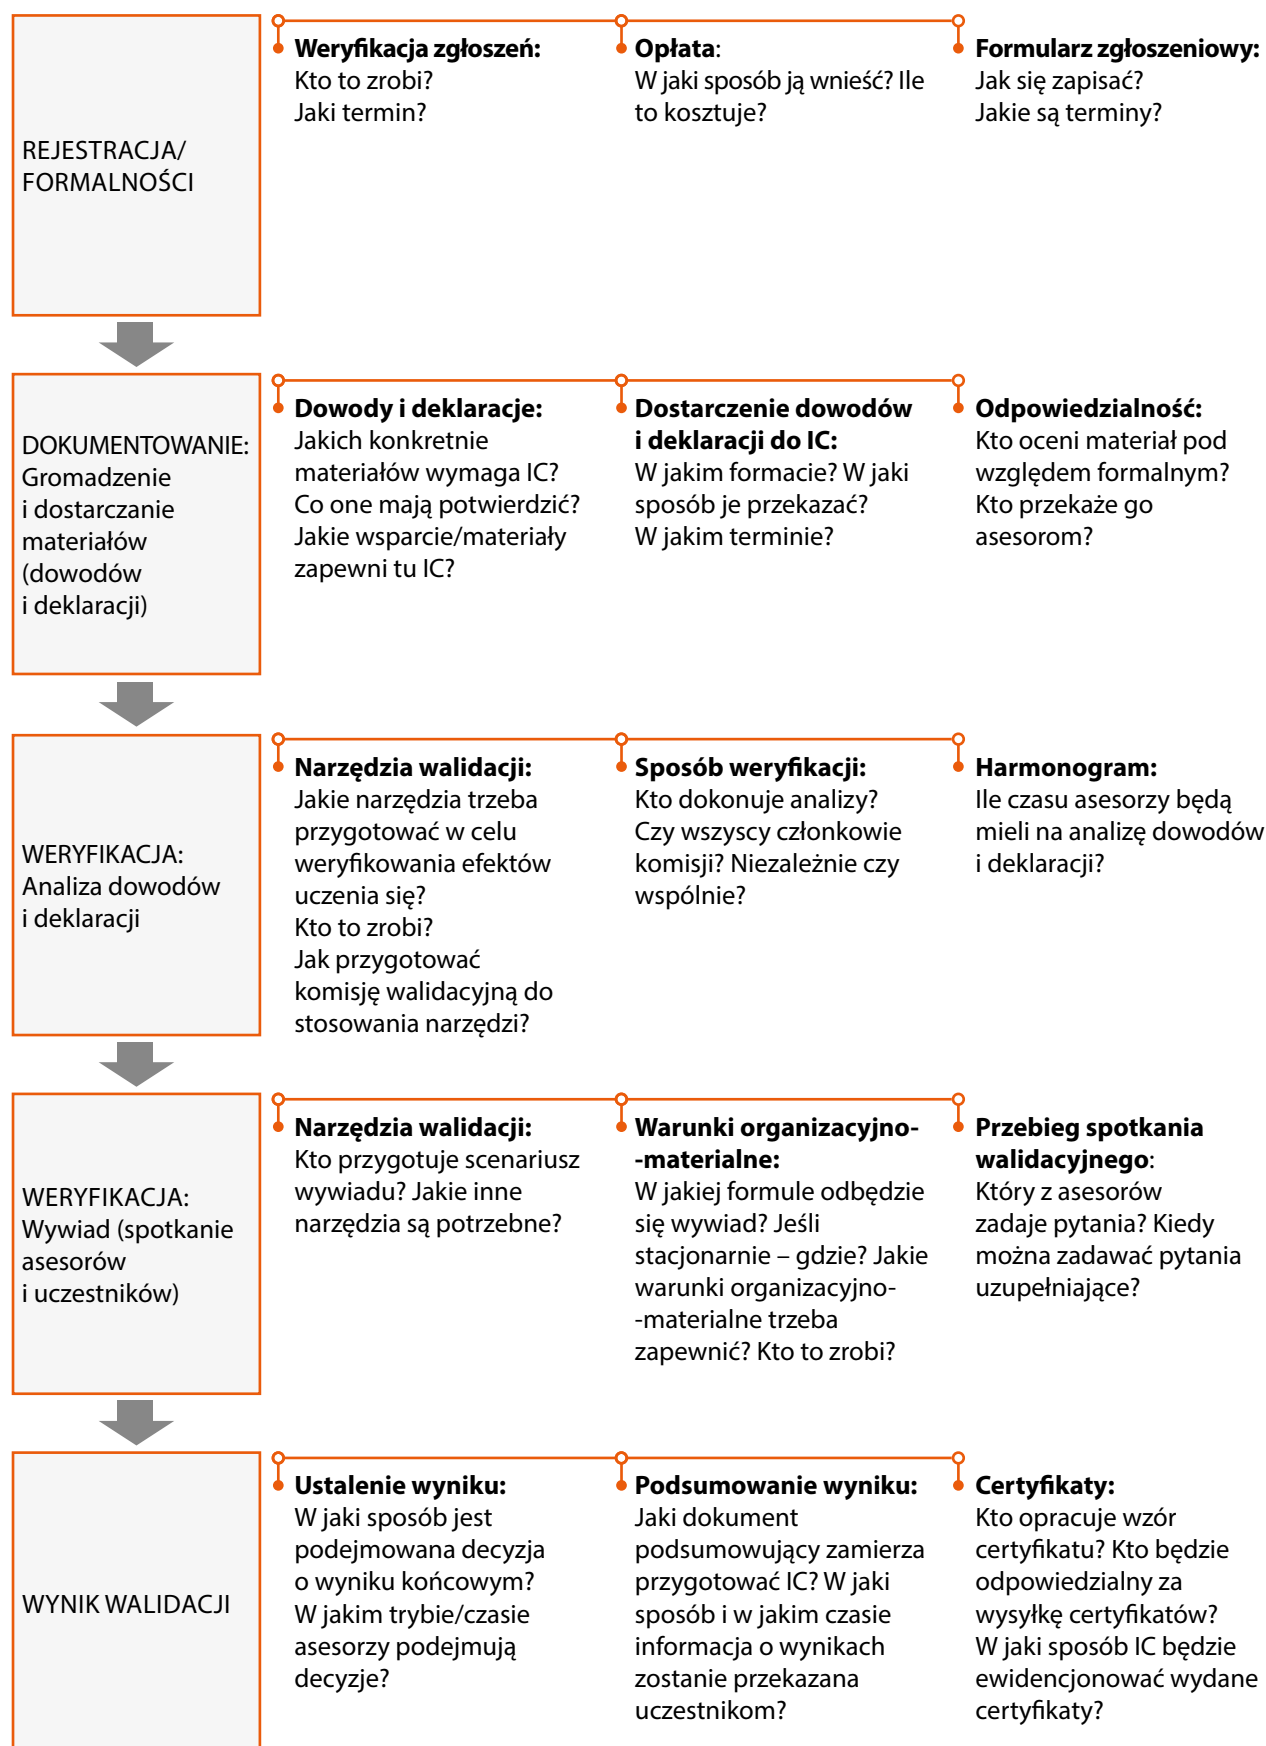 REJESTRACJA/
FORMALNOŚCI
Weryfikacja zgłoszeń:
Kto to zrobi?
Jaki termin?
Opłata:
W jaki sposób ją wnieść? Ile
to kosztuje?
Formularz zgłoszeniowy:
Jak się zapisać?
Jakie są terminy?
DOKUMENTOWANIE:
Gromadzenie
i dostarczanie
materiałów
(dowodów
i deklaracji)
Dowody i deklaracje:
Jakich konkretnie
materiałów wymaga IC?
Co one mają potwierdzić?
Jakie wsparcie/materiały
zapewni tu IC?
Dostarczenie dowodów
i deklaracji do IC:
W jakim formacie? W jaki
sposób je przekazać?
W jakim terminie?
Odpowiedzialność:
Kto oceni materiał pod
względem formalnym?
Kto przekaże go
asesorom?
WERYFIKACJA:
Analiza dowodów
i deklaracji
Narzędzia walidacji:
Jakie narzędzia trzeba
przygotować w celu
weryfikowania efektów
uczenia się?
Kto to zrobi?
Jak przygotować
komisję walidacyjną do
stosowania narzędzi?
Sposób weryfikacji:
Kto dokonuje analizy?
Czy wszyscy członkowie
komisji? Niezależnie czy
wspólnie?
Harmonogram:
Ile czasu asesorzy będą
mieli na analizę dowodów
i deklaracji?
WERYFIKACJA:
Wywiad (spotkanie
asesorów
i uczestników)
Narzędzia walidacji:
Kto przygotuje scenariusz
wywiadu? Jakie inne
narzędzia są potrzebne?
Warunki organizacyjno-
-materialne:
W jakiej formule odbędzie
się wywiad? Jeśli
stacjonarnie – gdzie? Jakie
warunki organizacyjno-
-materialne trzeba
zapewnić? Kto to zrobi?
Przebieg spotkania
walidacyjnego:
Który z asesorów
zadaje pytania? Kiedy
można zadawać pytania
uzupełniające?
WYNIK WALIDACJI
Ustalenie wyniku:
W jaki sposób jest
podejmowana decyzja
o wyniku końcowym?
W jakim trybie/czasie
asesorzy podejmują
decyzje?
Podsumowanie wyniku:
Jaki dokument
podsumowujący zamierza
przygotować IC? W jaki
sposób i w jakim czasie
informacja o wynikach
zostanie przekazana
uczestnikom?
Certyfikaty:
Kto opracuje wzór
certyfikatu? Kto będzie
odpowiedzialny za
wysyłkę certyfikatów?
W jaki sposób IC będzie
ewidencjonować wydane
certyfikaty?